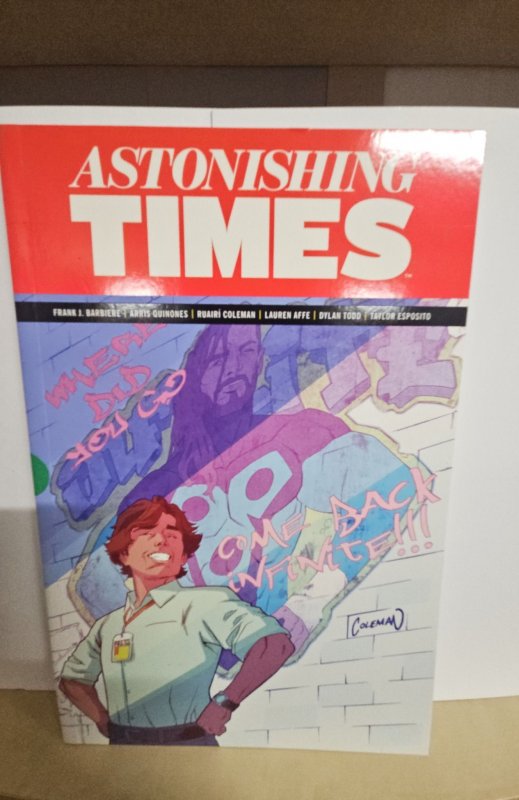 ASTONISHING
TIMES
FRANK J. BARBIERE | ARRIS QUINONES | RUAIRÍ COLEMAN | LAUREN AFFE | DYLAN TODD | TAYLOR ESPOSITO
WHERE
DID
YOU GO
COME BACK
INFINITE!!!
COLEMAN